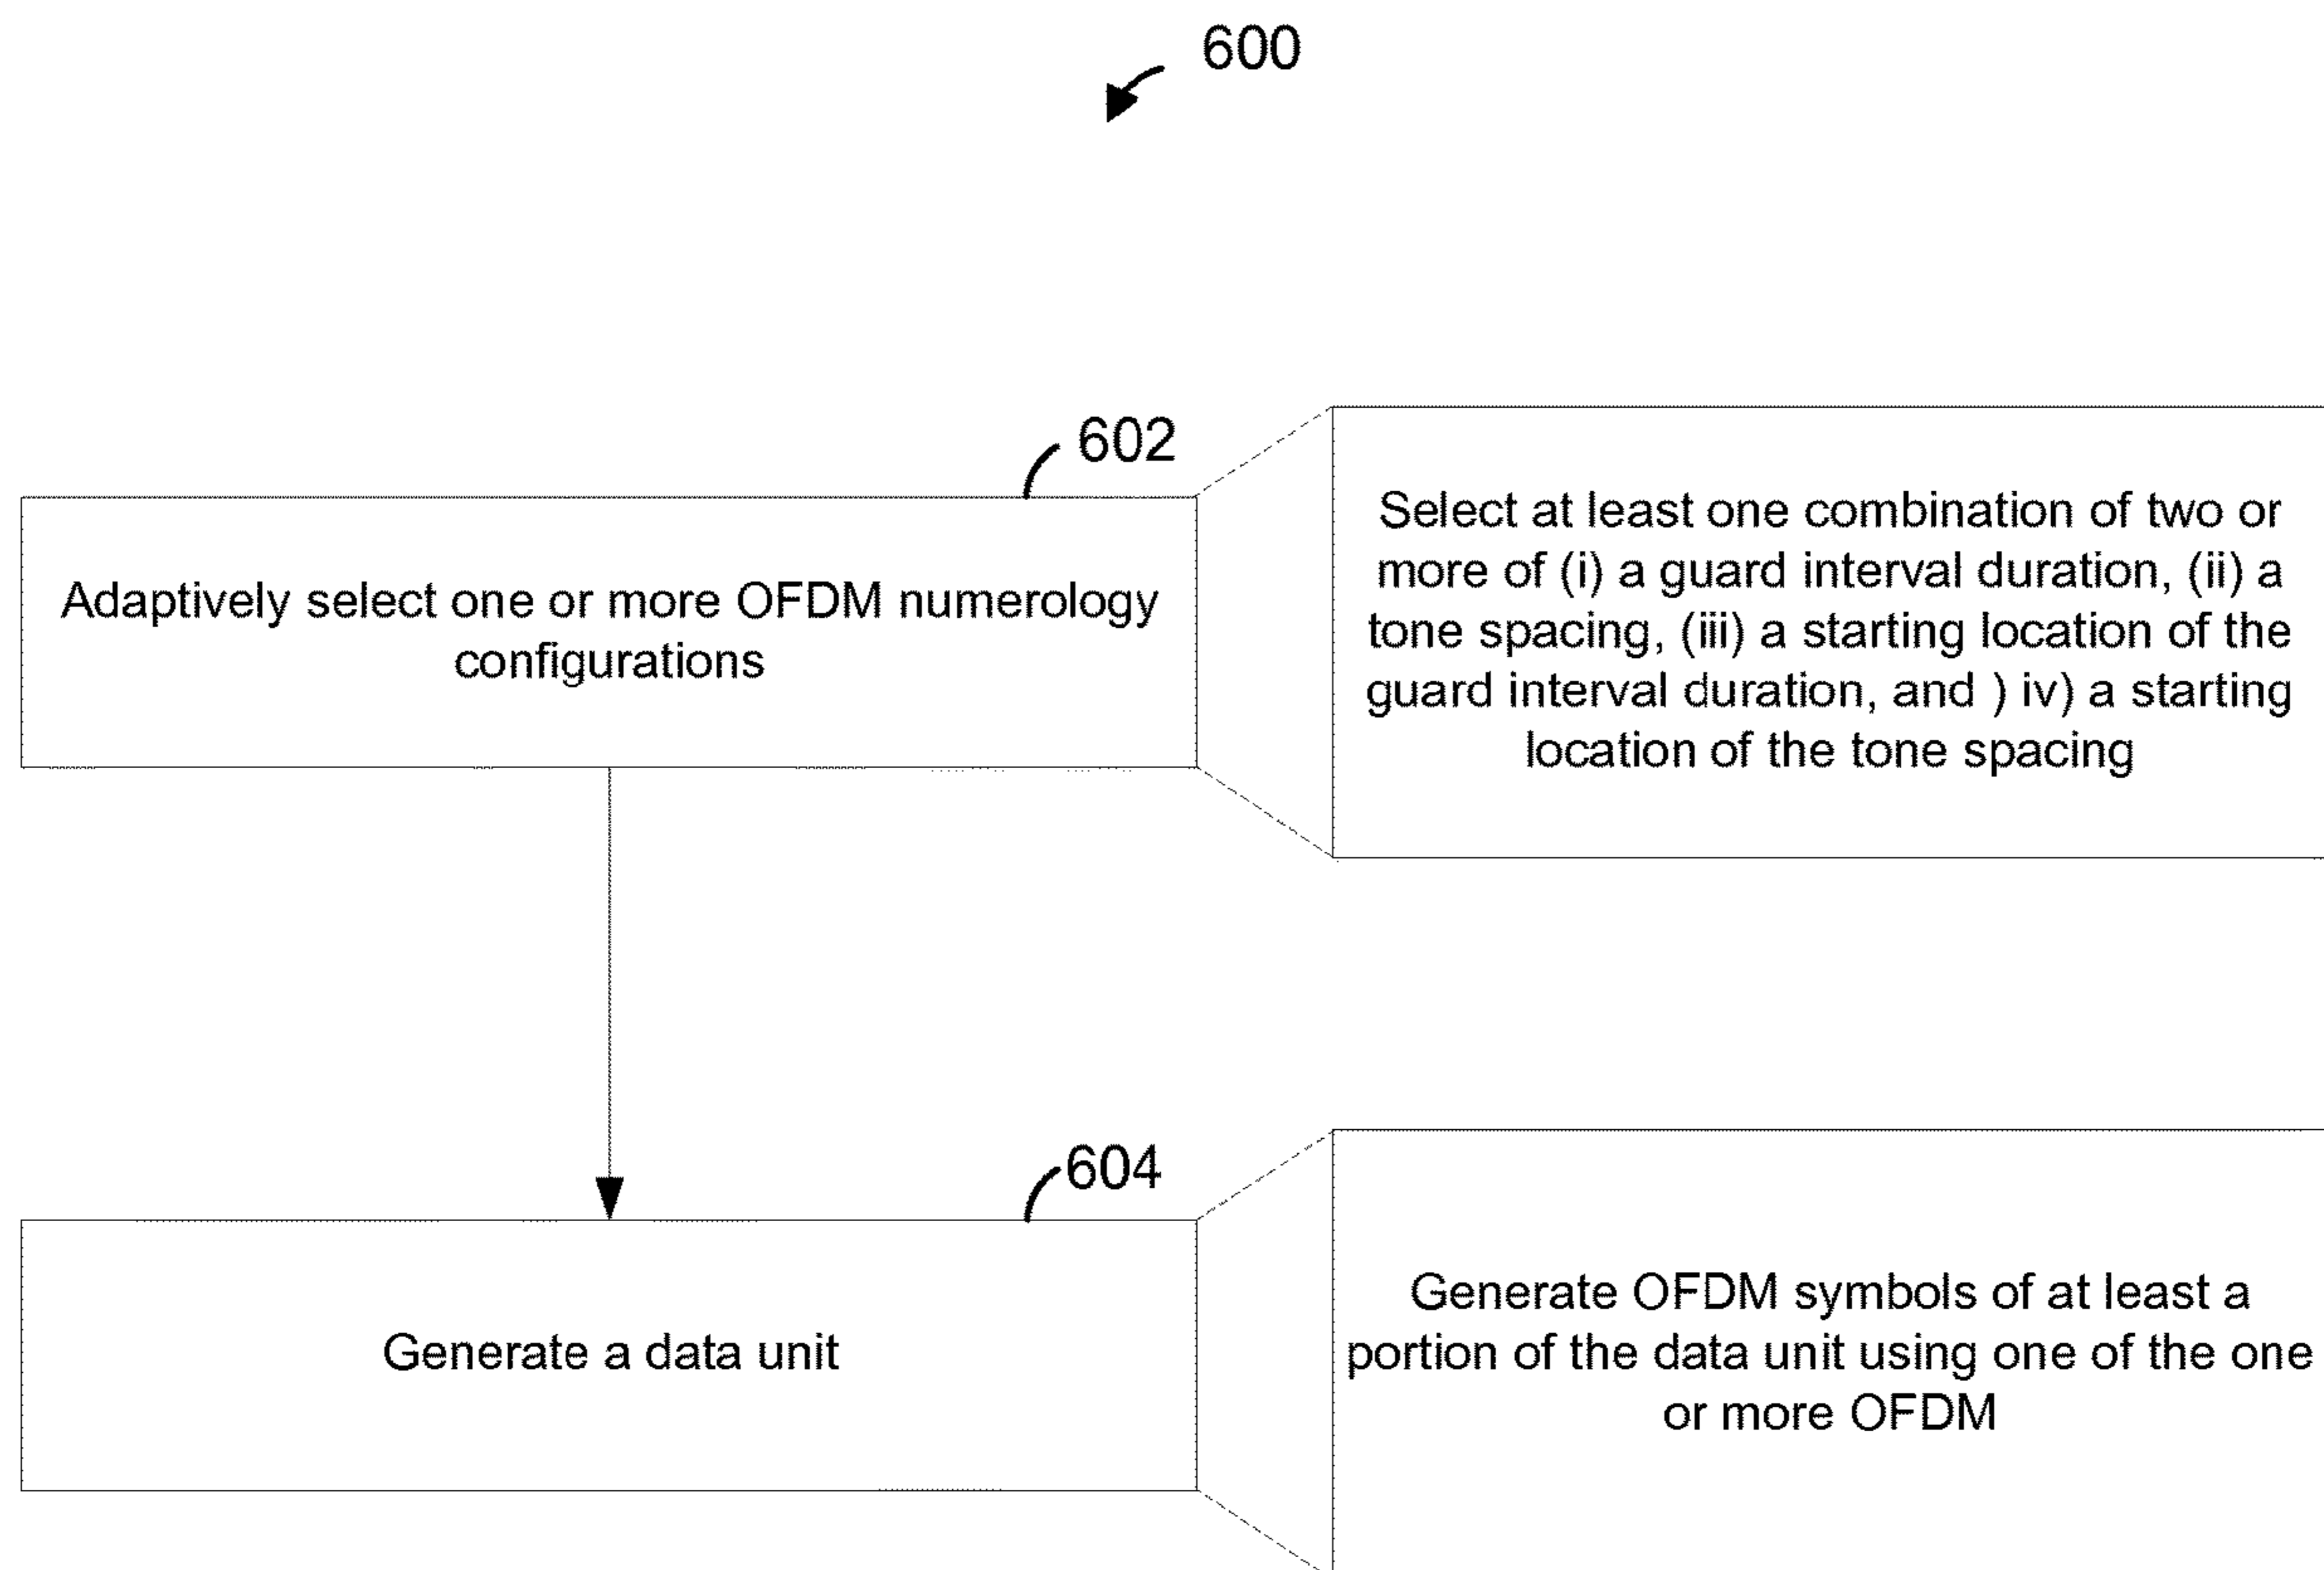 600
602
Adaptively select one or more OFDM numerology
configurations
Select at least one combination of two or
more of (i) a guard interval duration, (ii) a
tone spacing, (iii) a starting location of the
guard interval duration, and ) iv) a starting
location of the tone spacing
604
Generate a data unit
Generate OFDM symbols of at least a
portion of the data unit using one of the one
or more OFDM